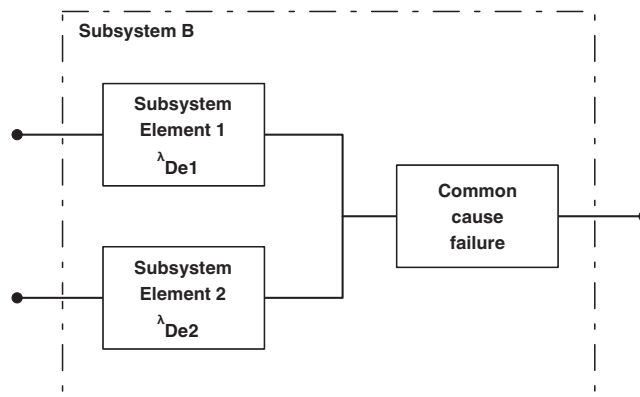 Subsystem B
Subsystem
Element 1
λDe1
Common
cause
failure
Subsystem
Element 2
λDe2